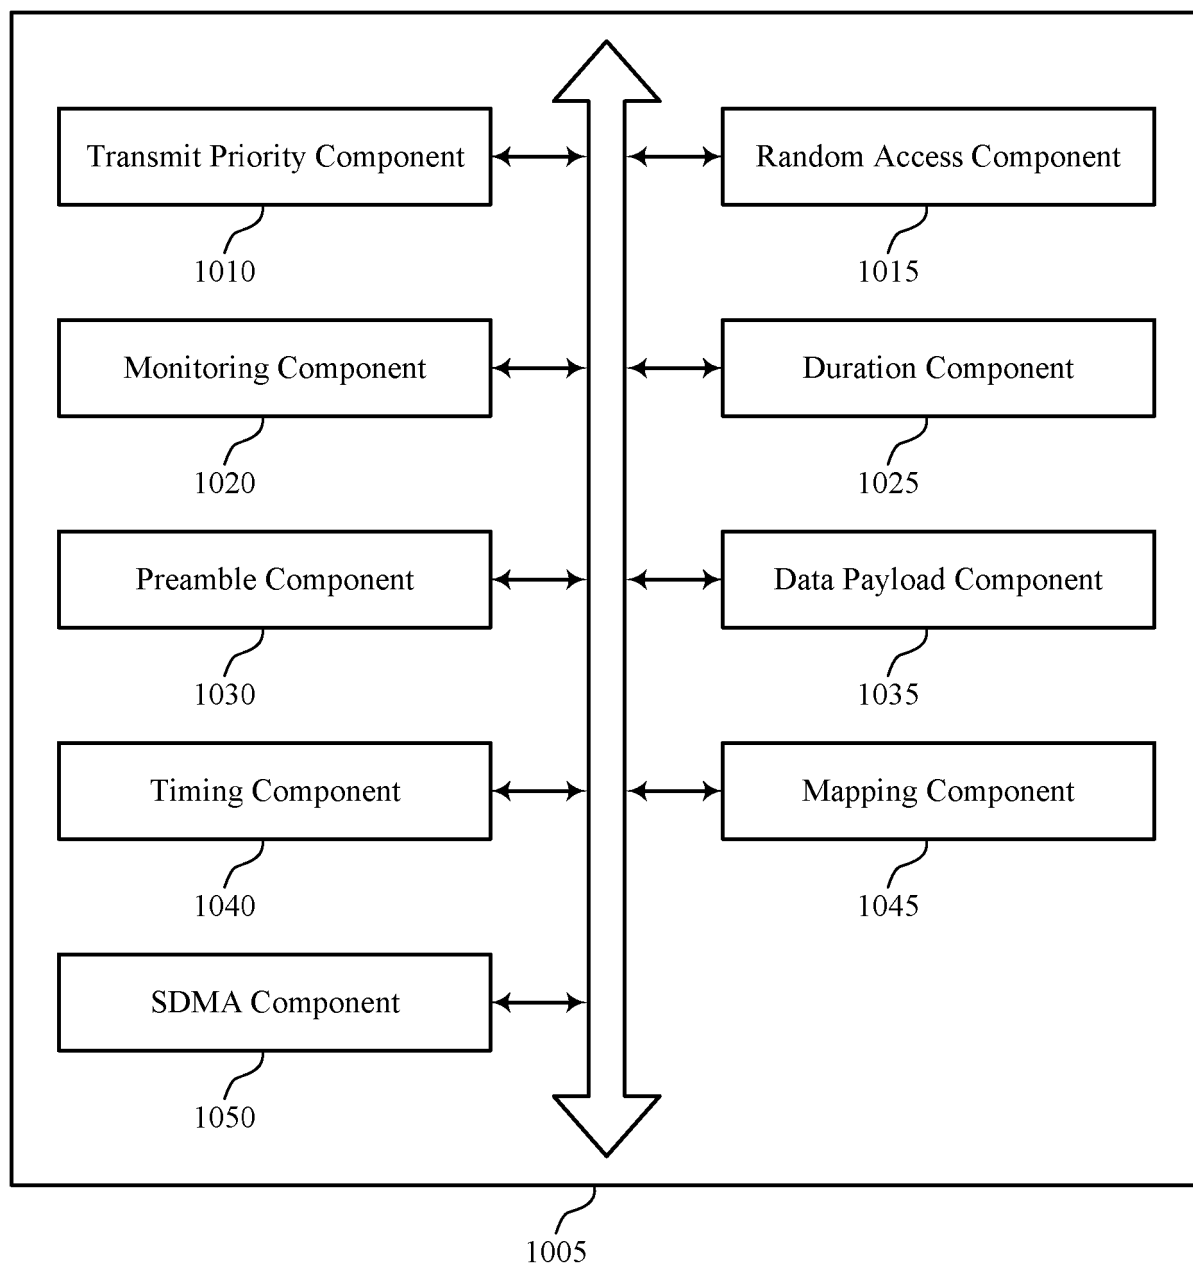 Transmit Priority Component
Random Access Component
1010
1015
Monitoring Component
Duration Component
1020
1025
Preamble Component
Data Payload Component
1030
1035
Timing Component
Mapping Component
1040
1045
SDMA Component
1050
1005